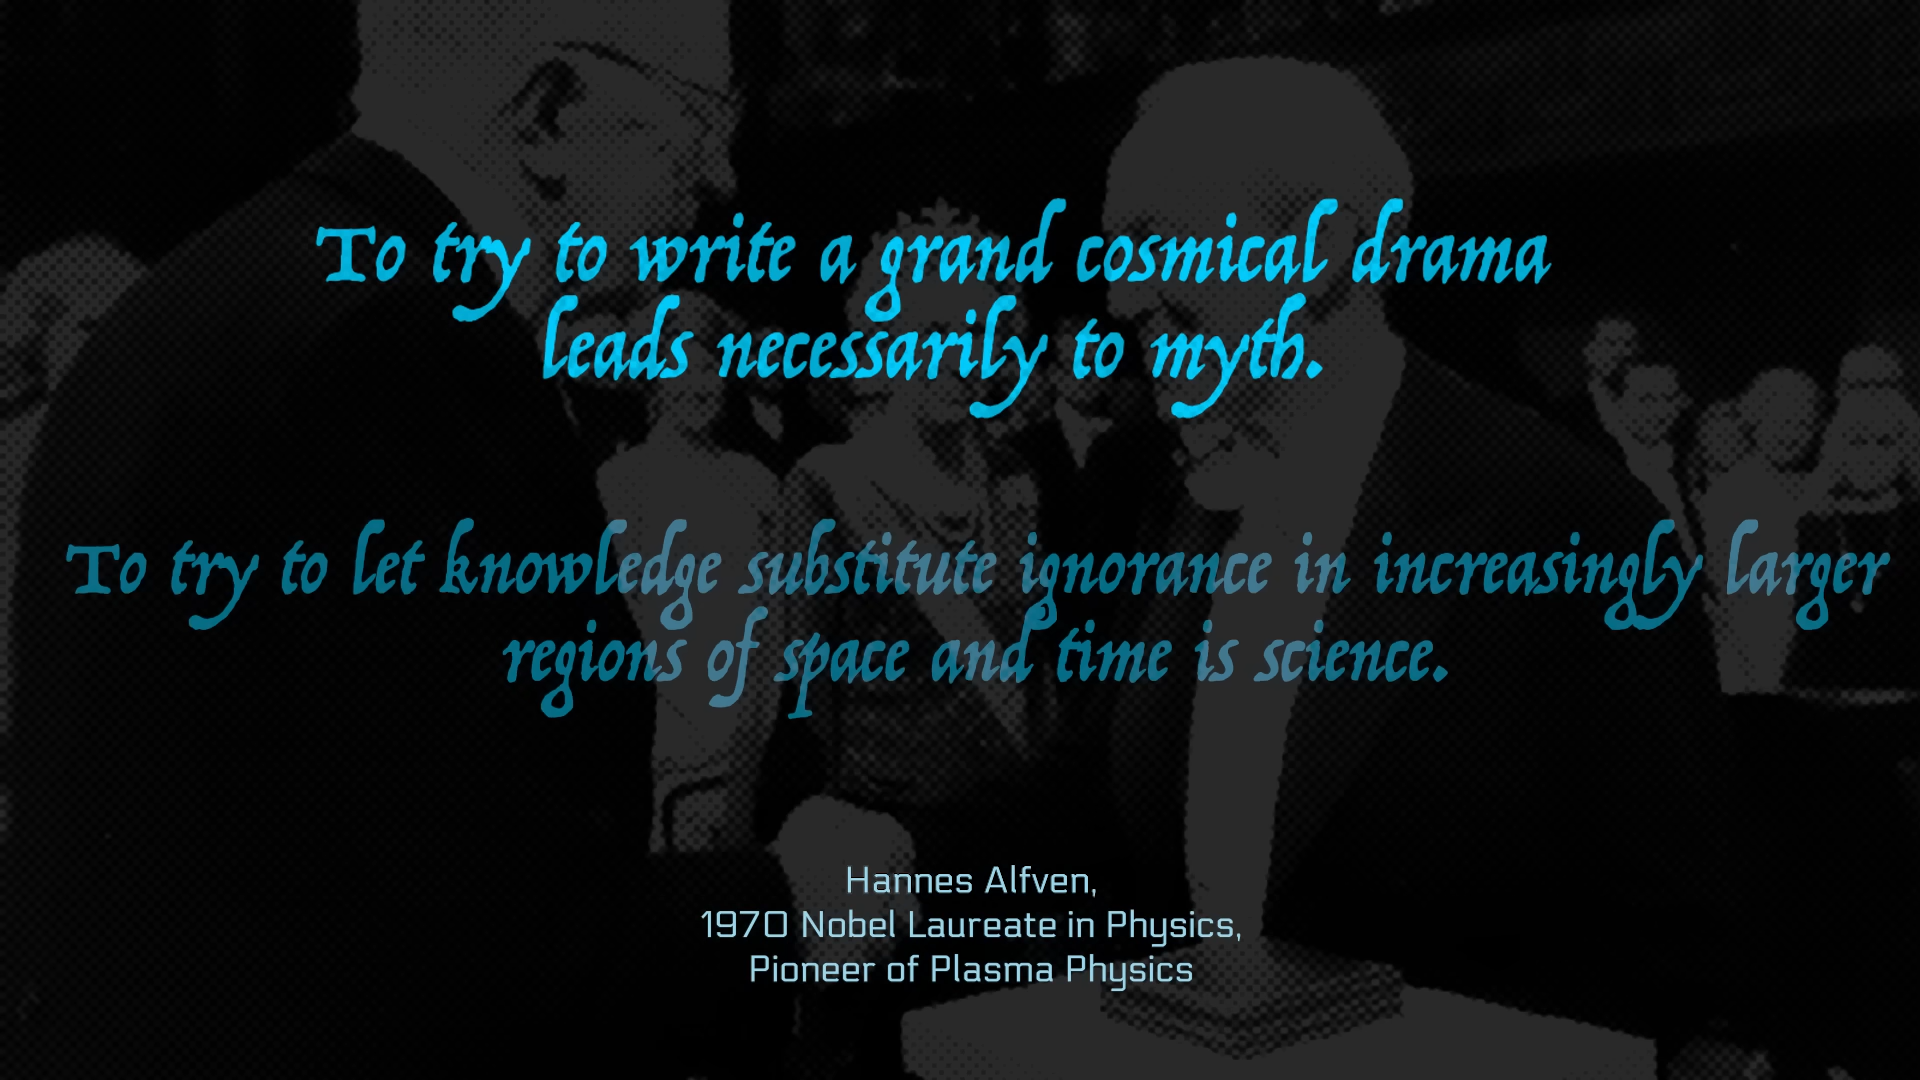 To try to write a grand cosmical drama
leads necessarily to myth.
To try to let knowledge substitute ignorance in increasingly larger
regions of space and time is science.
Hannes Alfven,
1970 Nobel Laureate in Physics,
Pioneer of Plasma Physics